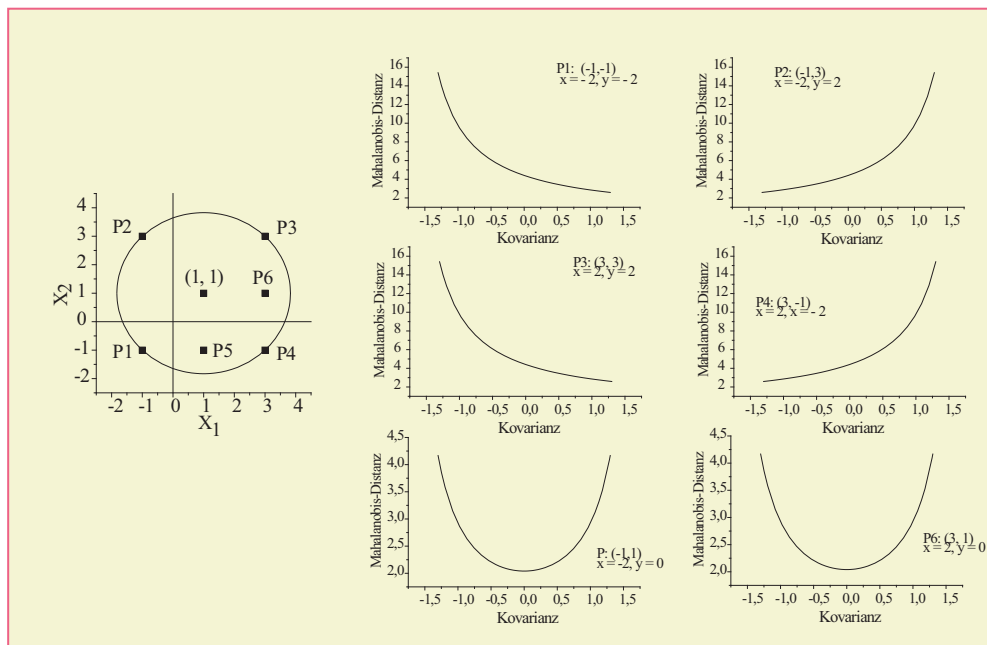 4
3
2
1
0
-1
-2
X2
P2
P3
(1, 1)
P6
P1
P5
P4
-2 -1 0 1 2 3 4
X1
16
14
12
10
8
6
4
2
Mahalanobis-Distanz
P1: (-1,-1)
x = - 2, y = - 2
-1,5 -1,0 -0,5 0,0 0,5 1,0 1,5
Kovarianz
16
14
12
10
8
6
4
2
Mahalanobis-Distanz
P2: (-1,3)
x = -2, y = 2
-1,5 -1,0 -0,5 0,0 0,5 1,0 1,5
Kovarianz
16
14
12
10
8
6
4
2
Mahalanobis-Distanz
P3: (3, 3)
x = 2, y = 2
-1,5 -1,0 -0,5 0,0 0,5 1,0 1,5
Kovarianz
16
14
12
10
8
6
4
2
Mahalanobis-Distanz
P4: (3, -1)
x = 2, x = - 2
-1,5 -1,0 -0,5 0,0 0,5 1,0 1,5
Kovarianz
4,5
4,0
3,5
3,0
2,5
2,0
Mahalanobis-Distanz
P: (-1,1)
x = -2, y = 0
-1,5 -1,0 -0,5 0,0 0,5 1,0 1,5
Kovarianz
4,5
4,0
3,5
3,0
2,5
2,0
Mahalanobis-Distanz
P6: (3, 1)
x = 2, y = 0
-1,5 -1,0 -0,5 0,0 0,5 1,0 1,5
Kovarianz